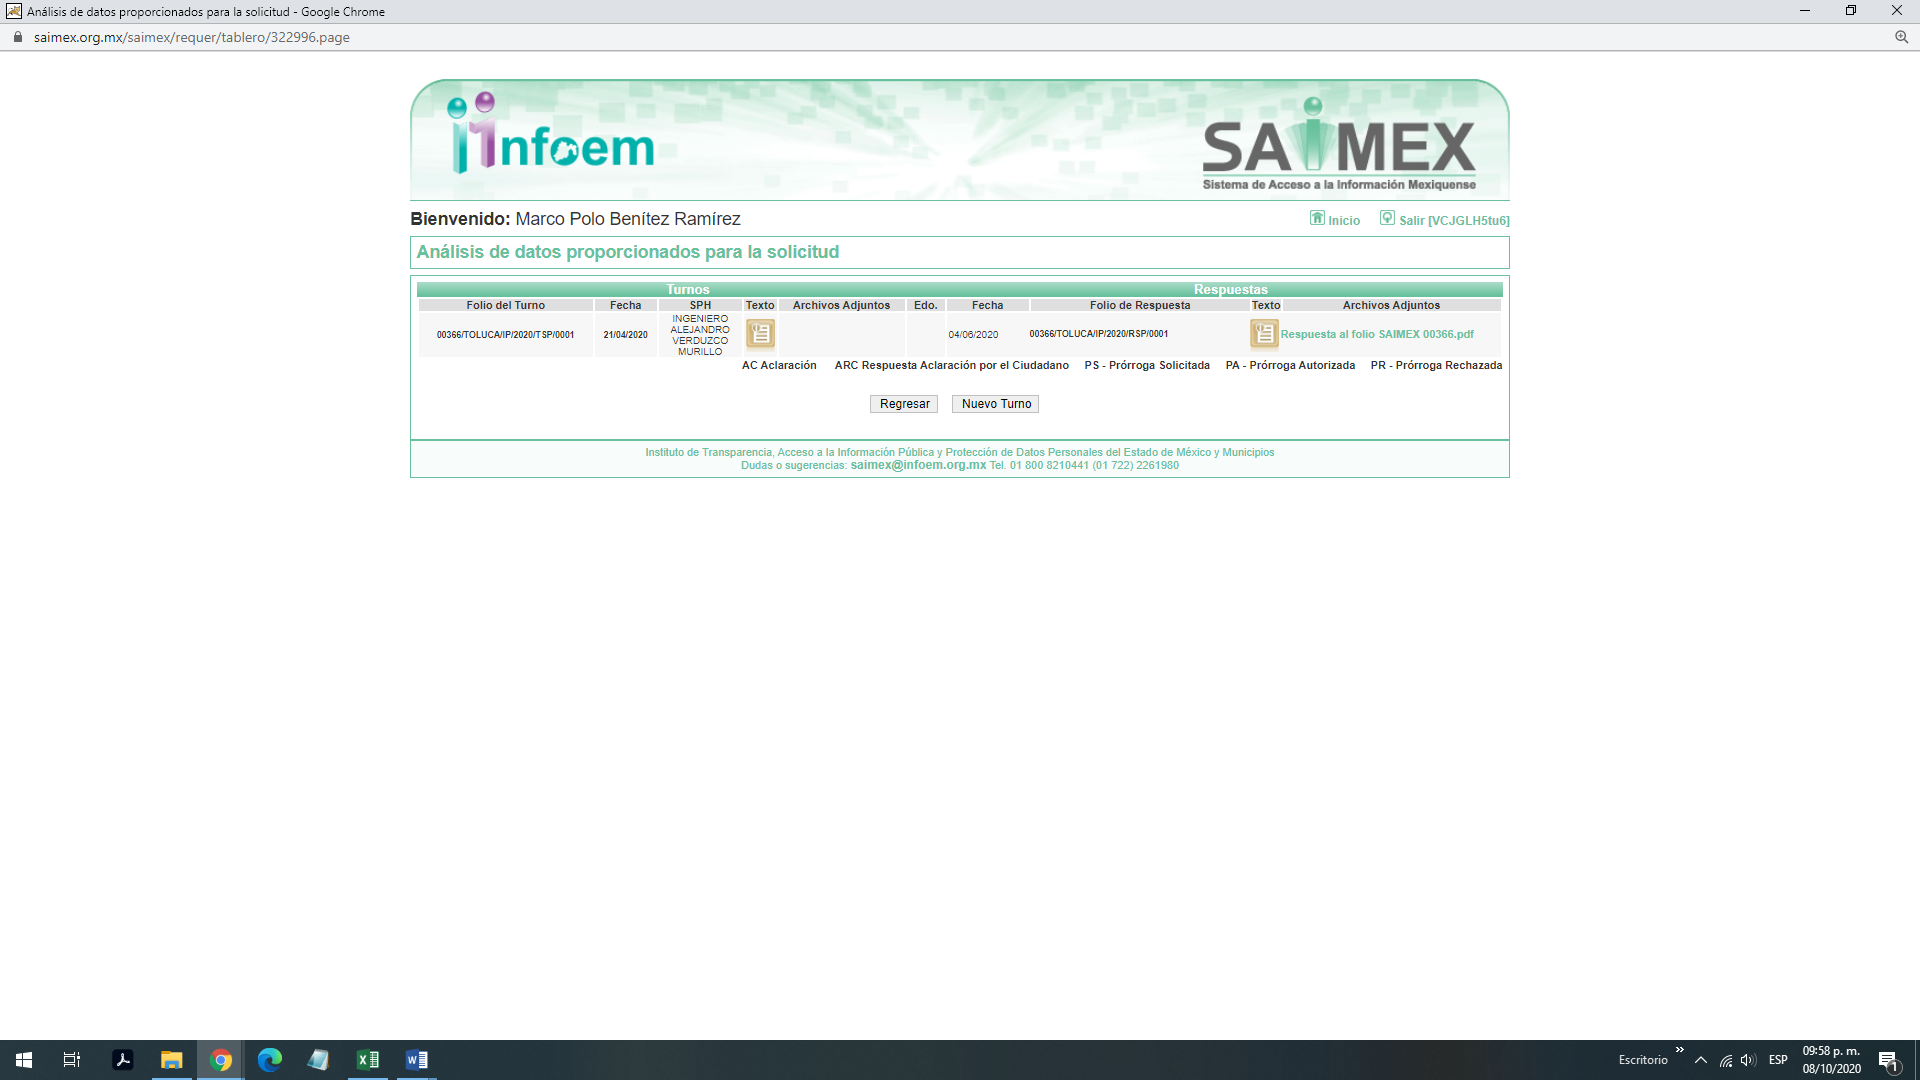 Análisis de datos proporcionados para la solicitud - Google Chrome
saimex.org.mx/saimex/requer/tablero/322996.page
infoem
SAIMEX
Sistema de Acceso a la Información Mexiquense
Bienvenido: Marco Polo Benítez Ramírez
Inicio Salir [VCJGLH5tu6]
Análisis de datos proporcionados para la solicitud
Turnos Respuestas
Folio del Turno Fecha SPH Texto Archivos Adjuntos Edo. Fecha Folio de Respuesta Texto Archivos Adjuntos
00366/TOLUCA/IP/2020/TSP/0001 21/04/2020 INGENIERO ALEJANDRO VERDUZCO MURILLO 04/06/2020 00366/TOLUCA/IP/2020/RSP/0001 Respuesta al folio SAIMEX 00366.pdf
AC Aclaración ARC Respuesta Aclaración por el Ciudadano PS - Prórroga Solicitada PA - Prórroga Autorizada PR - Prórroga Rechazada
Regresar Nuevo Turno
Instituto de Transparencia, Acceso a la Información Pública y Protección de Datos Personales del Estado de México y Municipios
Dudas o sugerencias: saimex@infoem.org.mx Tel. 01 800 8210441 (01 722) 2261980
Escritorio » ESP 09:58 p. m.
08/10/2020 1